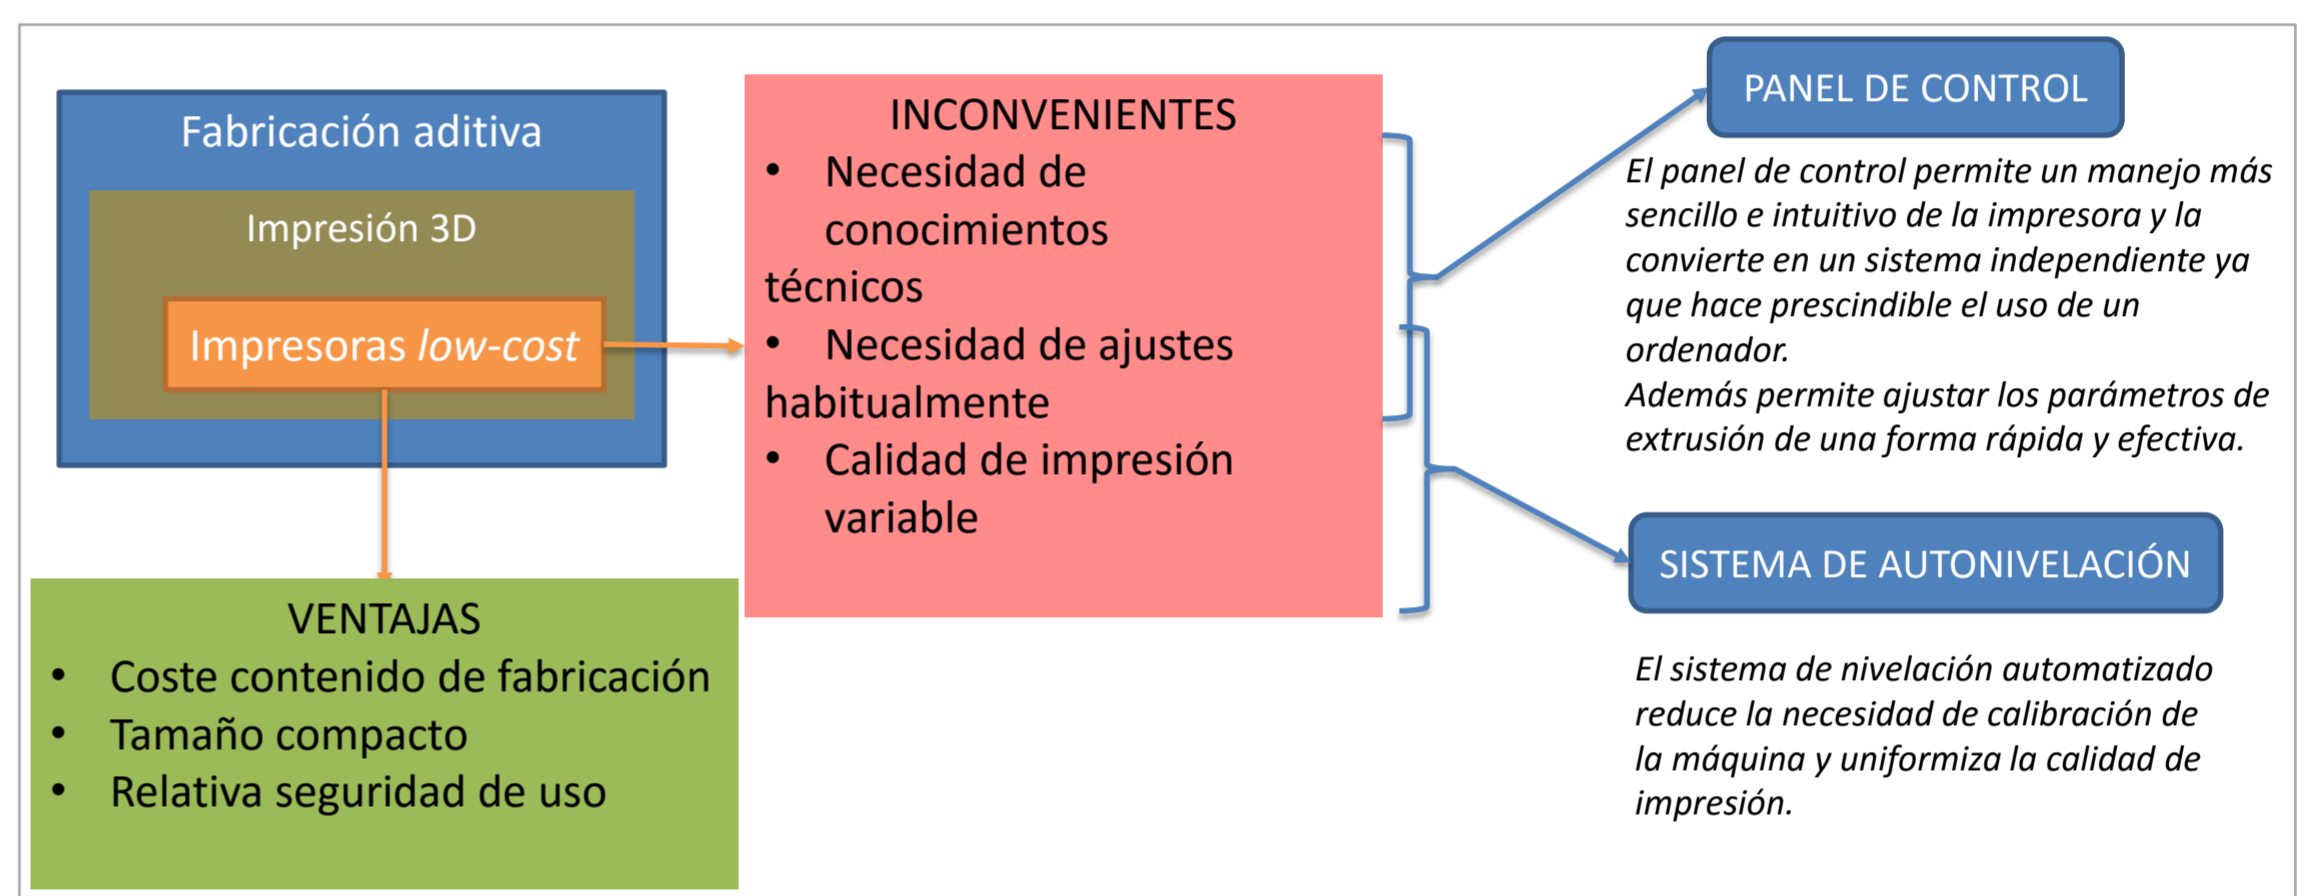 Fabricación aditiva
Impresión 3D
Impresoras low-cost
VENTAJAS
• Coste contenido de fabricación
• Tamaño compacto
• Relativa seguridad de uso
INCONVENIENTES
• Necesidad de
conocimientos
técnicos
• Necesidad de ajustes
habitualmente
• Calidad de impresión
variable
PANEL DE CONTROL
El panel de control permite un manejo más
sencillo e intuitivo de la impresora y la
convierte en un sistema independiente ya
que hace prescindible el uso de un
ordenador.
Además permite ajustar los parámetros de
extrusión de una forma rápida y efectiva.
SISTEMA DE AUTONIVELACIÓN
El sistema de nivelación automatizado
reduce la necesidad de calibración de
la máquina y uniformiza la calidad de
impresión.